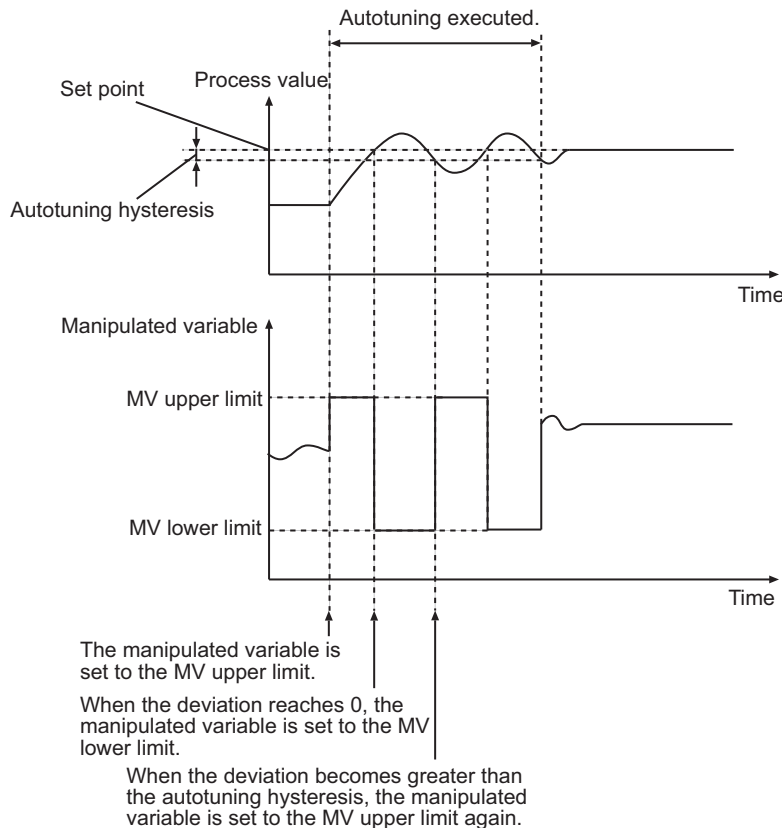 Autotuning executed.
Process value
Set point
Autotuning hysteresis
Time
Manipulated variable
MV upper limit
MV lower limit
Time
The manipulated variable is
set to the MV upper limit.
When the deviation reaches 0, the
manipulated variable is set to the MV
lower limit.
When the deviation becomes greater than
the autotuning hysteresis, the manipulated
variable is set to the MV upper limit again.